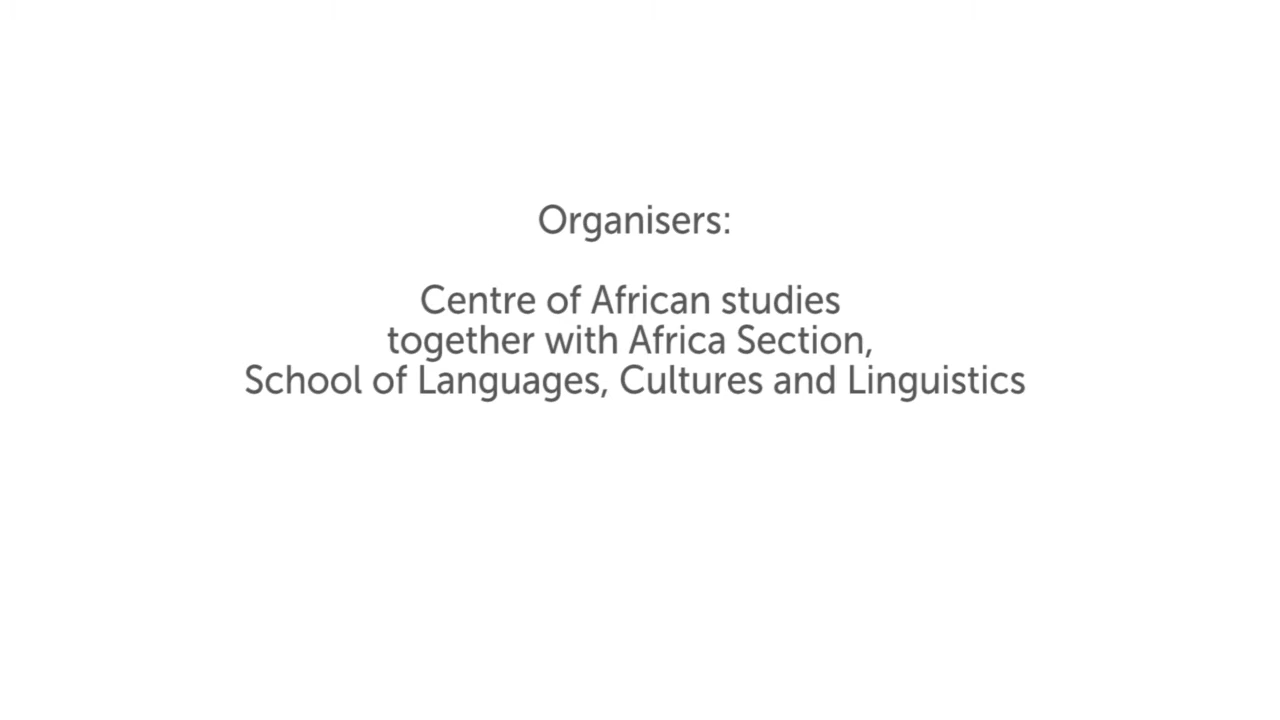 Organisers:
Centre of African studies
together with Africa Section,
School of Languages, Cultures and Linguistics